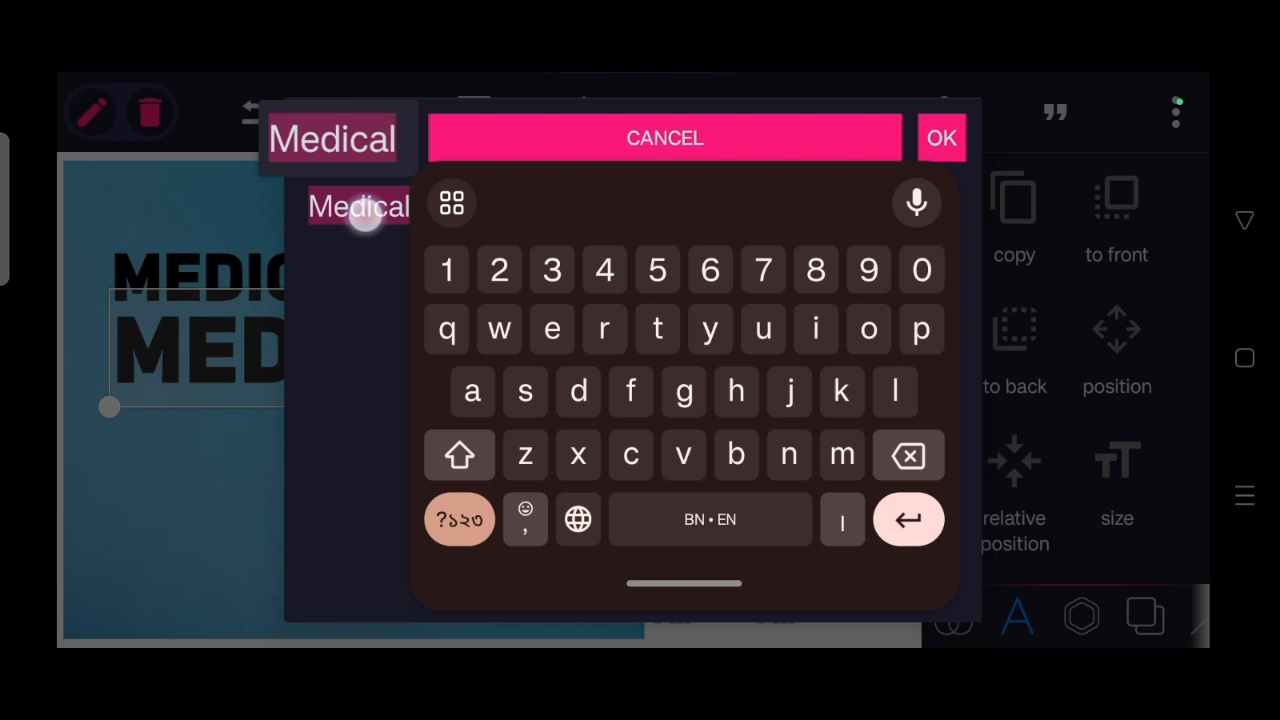 Medical
CANCEL
OK
Medical
MEDIC
MED
copy
to front
to back
position
relative
position
size
1 2 3 4 5 6 7 8 9 0
q w e r t y u i o p
a s d f g h j k l
z x c v b n m
?১২৩
,
BN • EN
।